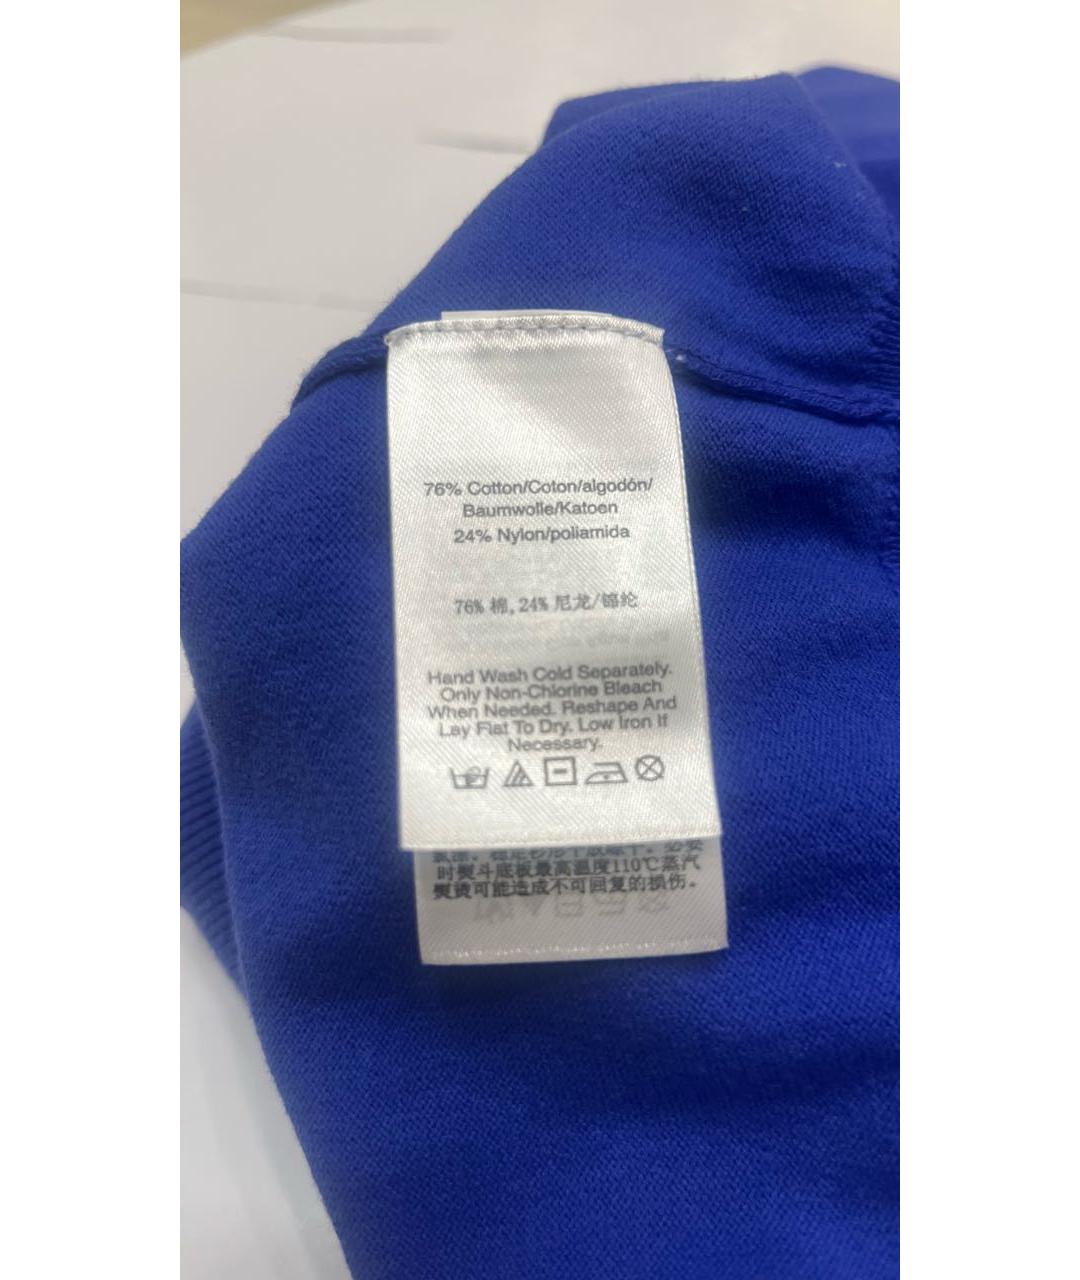 76% Cotton/Coton/algodón/
Baumwolle/Katoen
24% Nylon/poliamida
76% 棉,24% 尼龙/锦纶
Hand Wash Cold Separately.
Only Non-Chlorine Bleach
When Needed. Reshape And
Lay Flat To Dry. Low Iron If
Necessary.
必要
时熨斗底板最高温度110℃蒸汽
熨烫可能造成不可回复的损伤。